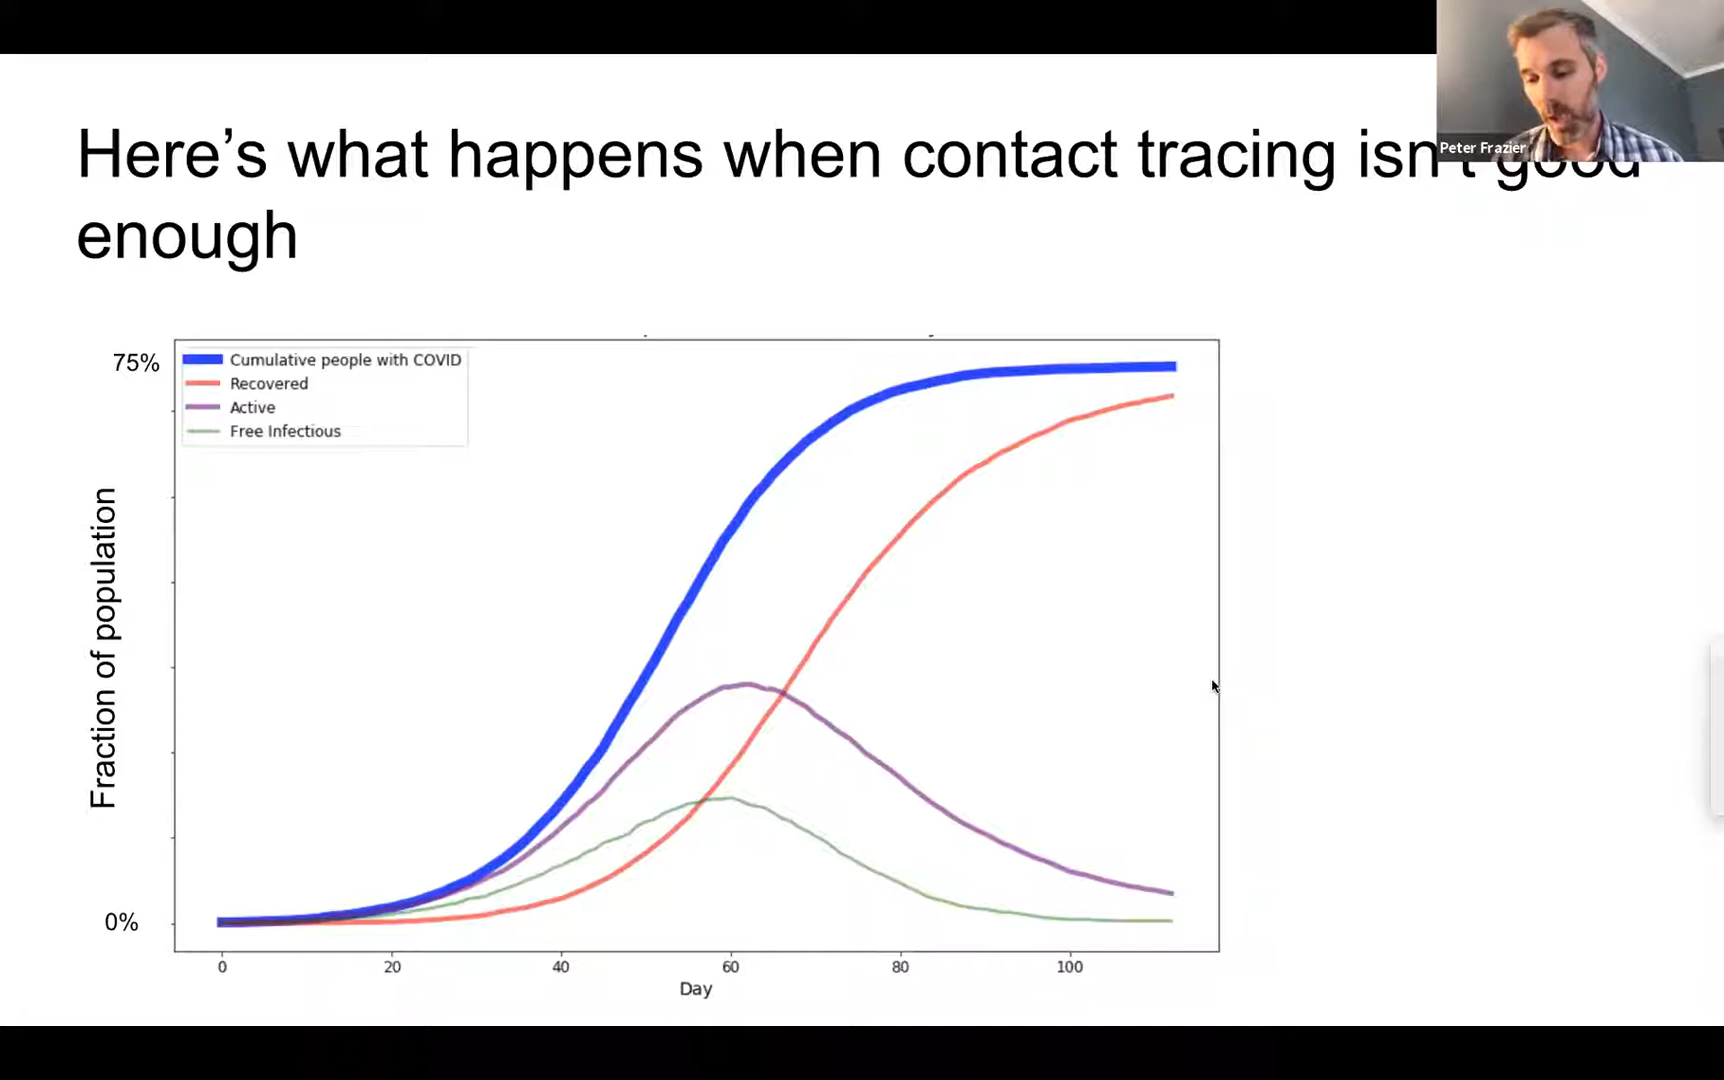 Here’s what happens when contact tracing isn't good
enough
Peter Frazier
75%
Cumulative people with COVID
Recovered
Active
Free Infectious
Fraction of population
0%
0
20
40
60
80
100
Day